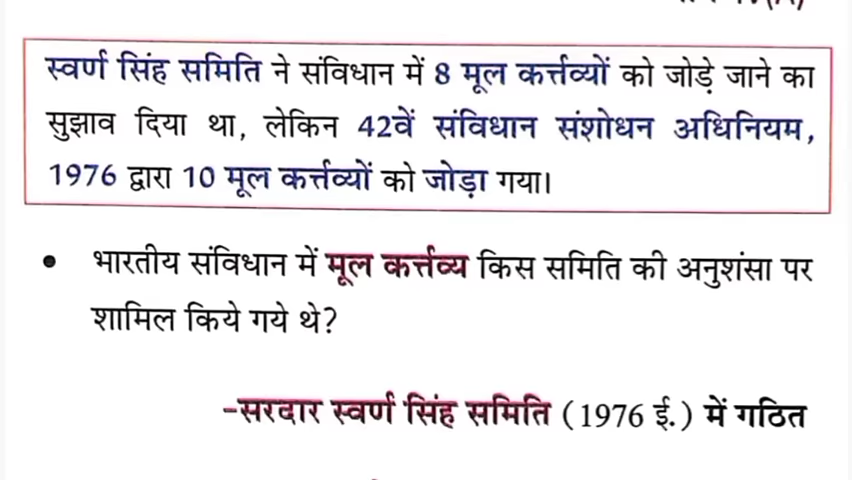 स्वर्ण सिंह समिति ने संविधान में 8 मूल कर्त्तव्यों को जोड़े जाने का
सुझाव दिया था, लेकिन 42वें संविधान संशोधन अधिनियम,
1976 द्वारा 10 मूल कर्त्तव्यों को जोड़ा गया।
• भारतीय संविधान में मूल कर्त्तव्य किस समिति की अनुशंसा पर
शामिल किये गये थे?
-सरदार स्वर्ण सिंह समिति (1976 ई.) में गठित